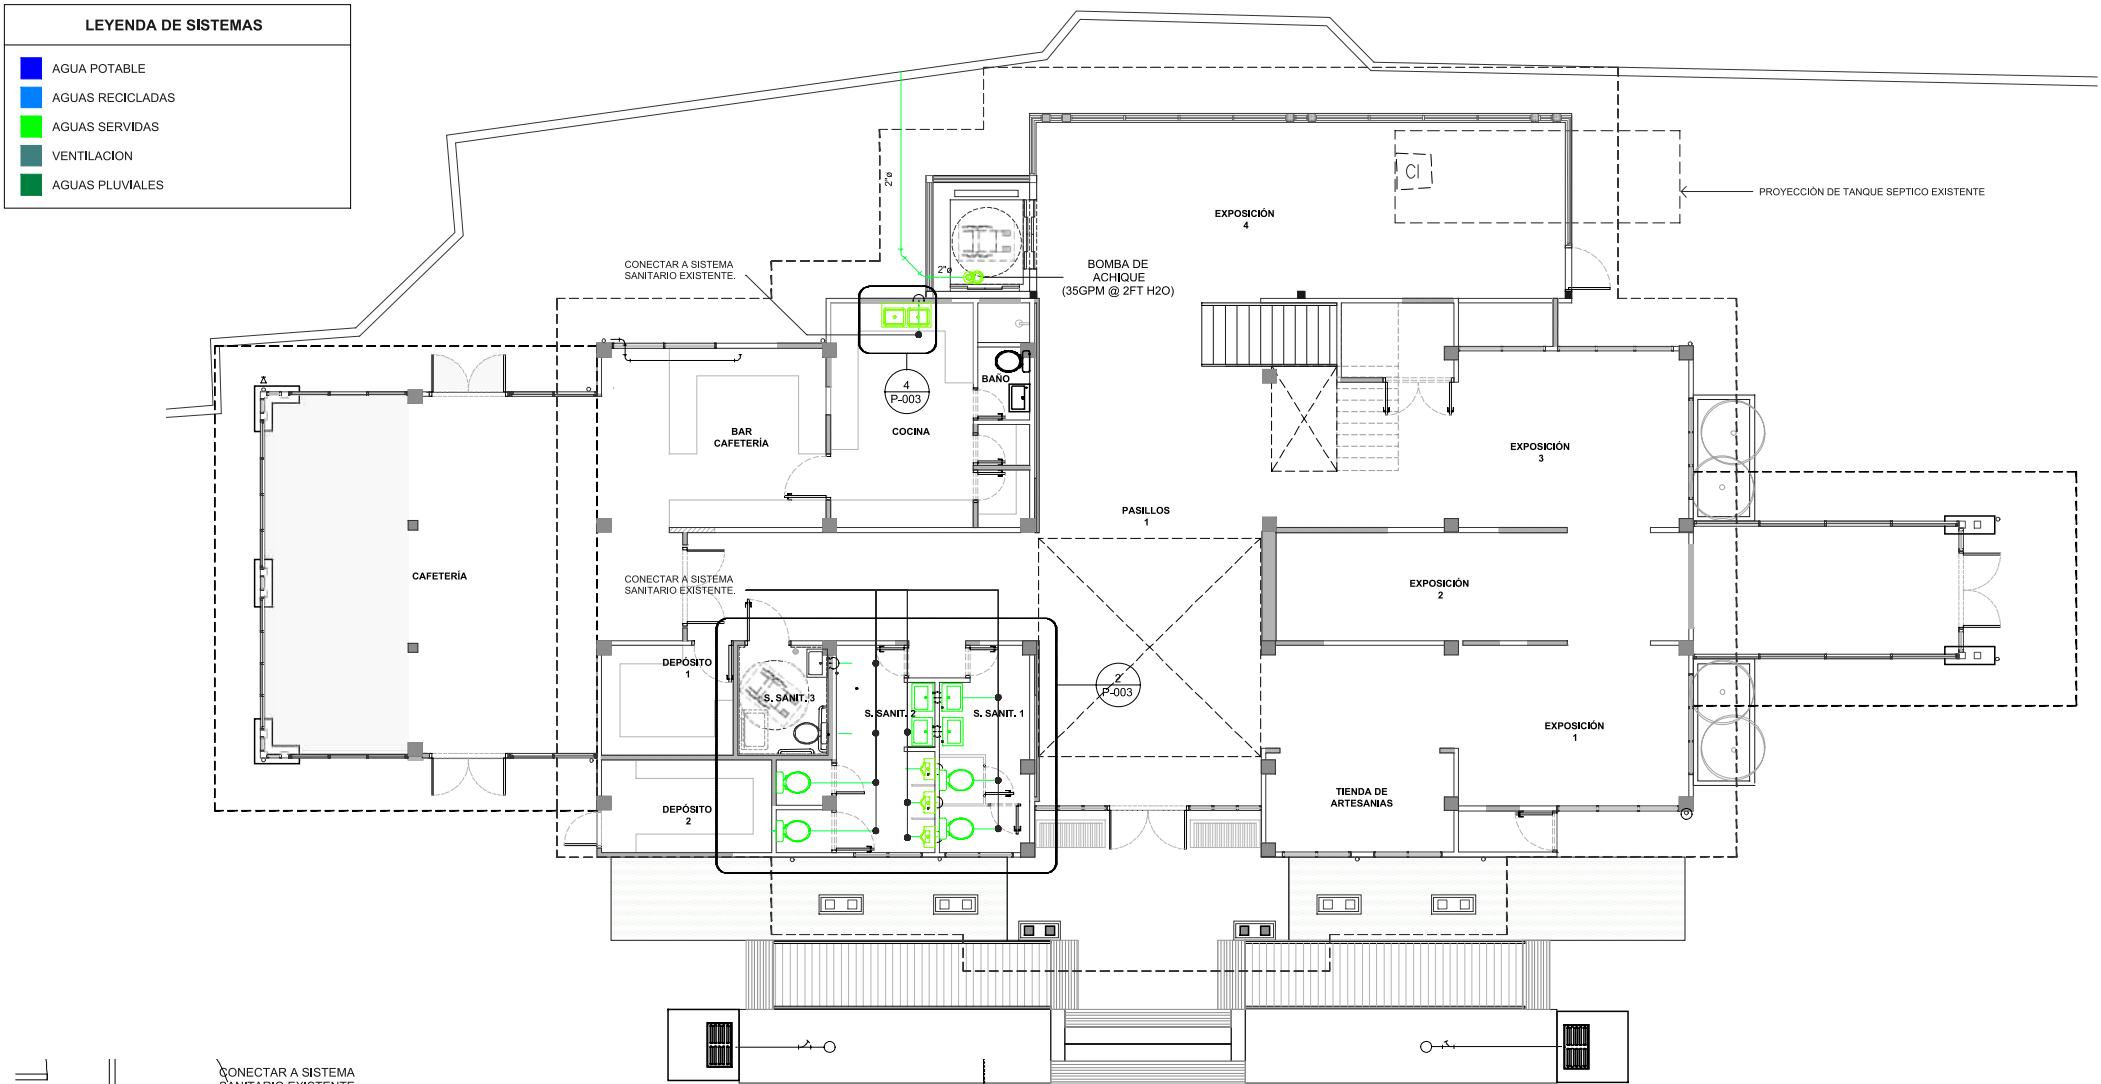 LEYENDA DE SISTEMAS
AGUA POTABLE
AGUAS RECICLADAS
AGUAS SERVIDAS
VENTILACION
AGUAS PLUVIALES
2"ø
CI
PROYECCIÓN DE TANQUE SEPTICO EXISTENTE
EXPOSICIÓN
4
CONECTAR A SISTEMA
SANITARIO EXISTENTE.
2"ø
BOMBA DE
ACHIQUE
(35GPM @ 2FT H2O)
4
P-003
BAÑO
BAR
CAFETERÍA
COCINA
EXPOSICIÓN
3
PASILLOS
1
CAFETERÍA
CONECTAR A SISTEMA
SANITARIO EXISTENTE.
EXPOSICIÓN
2
DEPÓSITO
1
S. SANIT. 3
S. SANIT. 2
S. SANIT. 1
2
P-003
EXPOSICIÓN
1
DEPÓSITO
2
TIENDA DE
ARTESANIAS
CONECTAR A SISTEMA
SANITARIO EXISTENTE